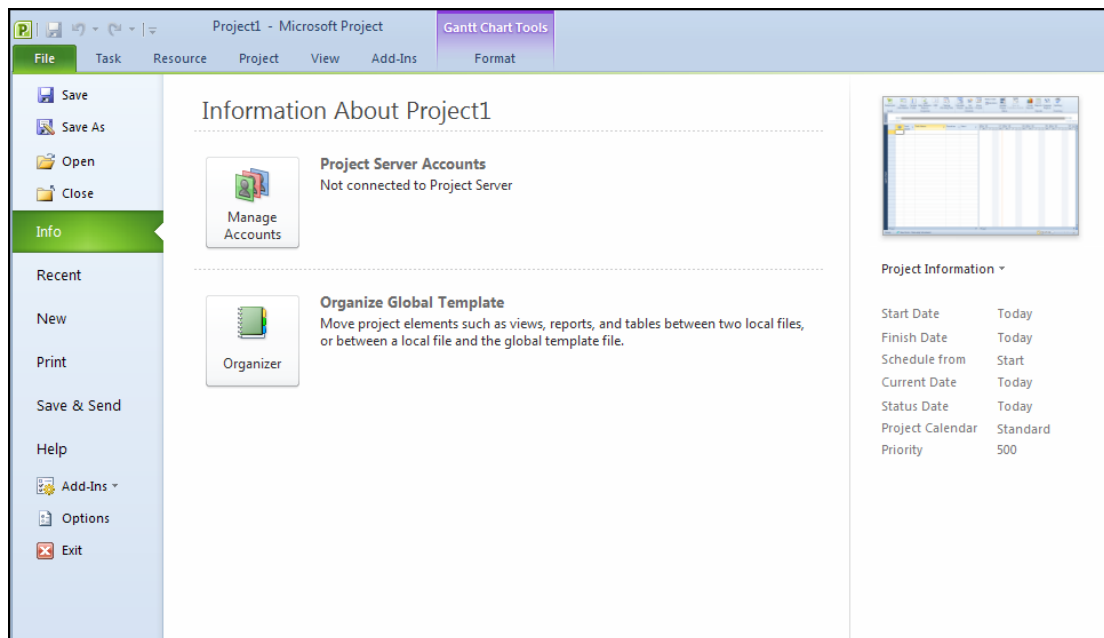 Project1 - Microsoft Project
Gantt Chart Tools
File Task Resource Project View Add-Ins Format
Save
Save As
Open
Close
Info
Recent
New
Print
Save & Send
Help
Add-Ins
Options
Exit
Information About Project1
Manage
Accounts
Project Server Accounts
Not connected to Project Server
Organizer
Organize Global Template
Move project elements such as views, reports, and tables between two local files,
or between a local file and the global template file.
Project Information
Start Date Today
Finish Date Today
Schedule from Start
Current Date Today
Status Date Today
Project Calendar Standard
Priority 500